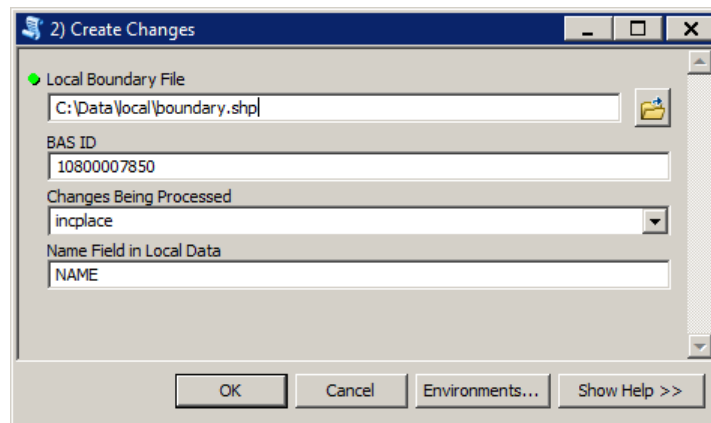 2) Create Changes
Local Boundary File
C:\Data\local\boundary.shp
BAS ID
10800007850
Changes Being Processed
incplace
Name Field in Local Data
NAME
OK Cancel Environments... Show Help >>